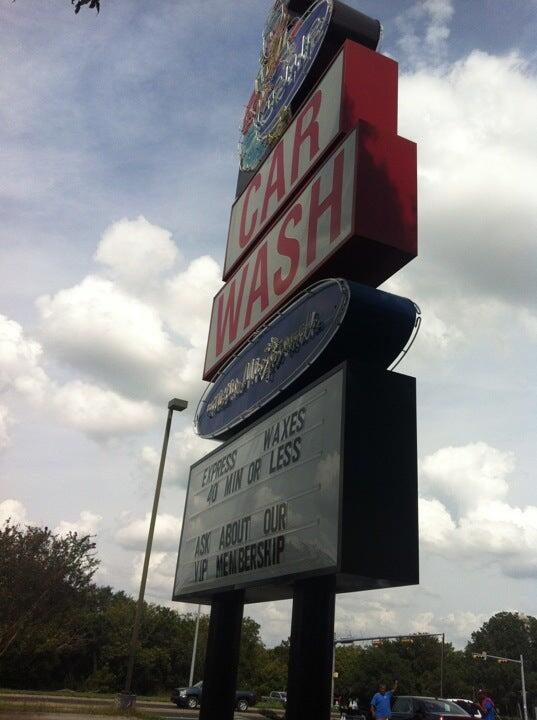 CAR
WASH
EXPRESS WAXES
40 MIN OR LESS
ASK ABOUT OUR
VIP MEMBERSHIP